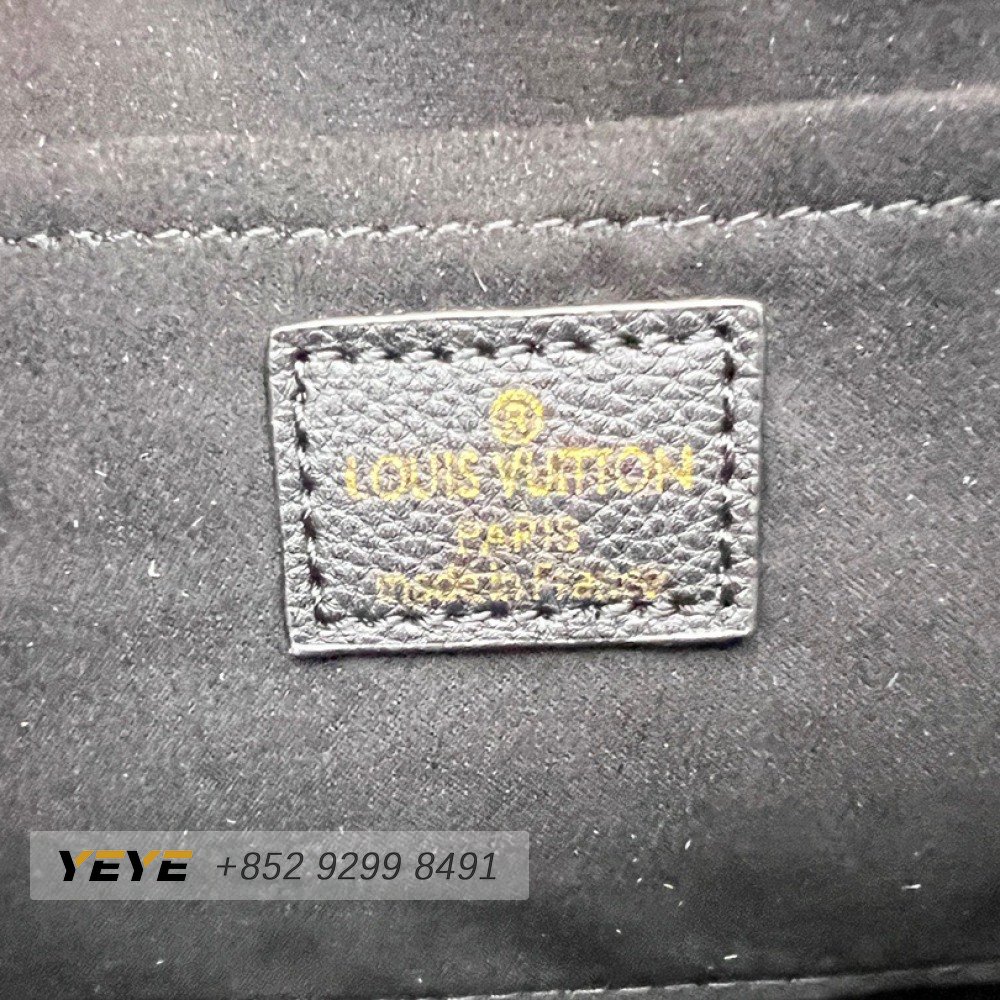 ®
LOUIS VUITTON
PARIS
made in France
YEYE +852 9299 8491